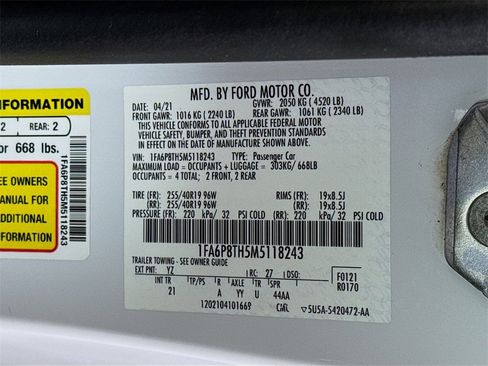 INFORMATION
2 REAR: 2
or 668 lbs.
SEE OWNERS
MANUAL FOR
ADDITIONAL
INFORMATION
1FA6P8TH5M5118243
MFD. BY FORD MOTOR CO.
DATE: 04/21 GVWR: 2050 KG ( 4520 LB)
FRONT GAWR: 1016 KG ( 2240 LB) REAR GAWR: 1061 KG ( 2340 LB)
THIS VEHICLE CONFORMS TO ALL APPLICABLE FEDERAL MOTOR
VEHICLE SAFETY, BUMPER, AND THEFT PREVENTION STANDARDS
IN EFFECT ON THE DATE OF MANUFACTURE SHOWN ABOVE.
VIN: 1FA6P8TH5M5118243 TYPE: Passenger Car
MAXIMUM LOAD = OCCUPANTS + LUGGAGE = 303KG/ 668LB
OCCUPANTS = 4 TOTAL; 2 FRONT, 2 REAR
TIRE (FR): 255/40R19 96W RIMS (FR): 19x8.5J
TIRE (RR): 255/40R19 96W (RR): 19x8.5J
PRESSURE (FR): 220 kPa/ 32 PSI COLD (RR): 220 kPa/ 32 PSI COLD
1FA6P8TH5M5118243
TRAILER TOWING - SEE OWNER GUIDE
EXT PNT: YZ RC: 27 DSO: F0121
INT TR TP/PS R AXLE TR SPR R0170
21 A YY U 44AA
1202104101669 5U5A-5420472-AA